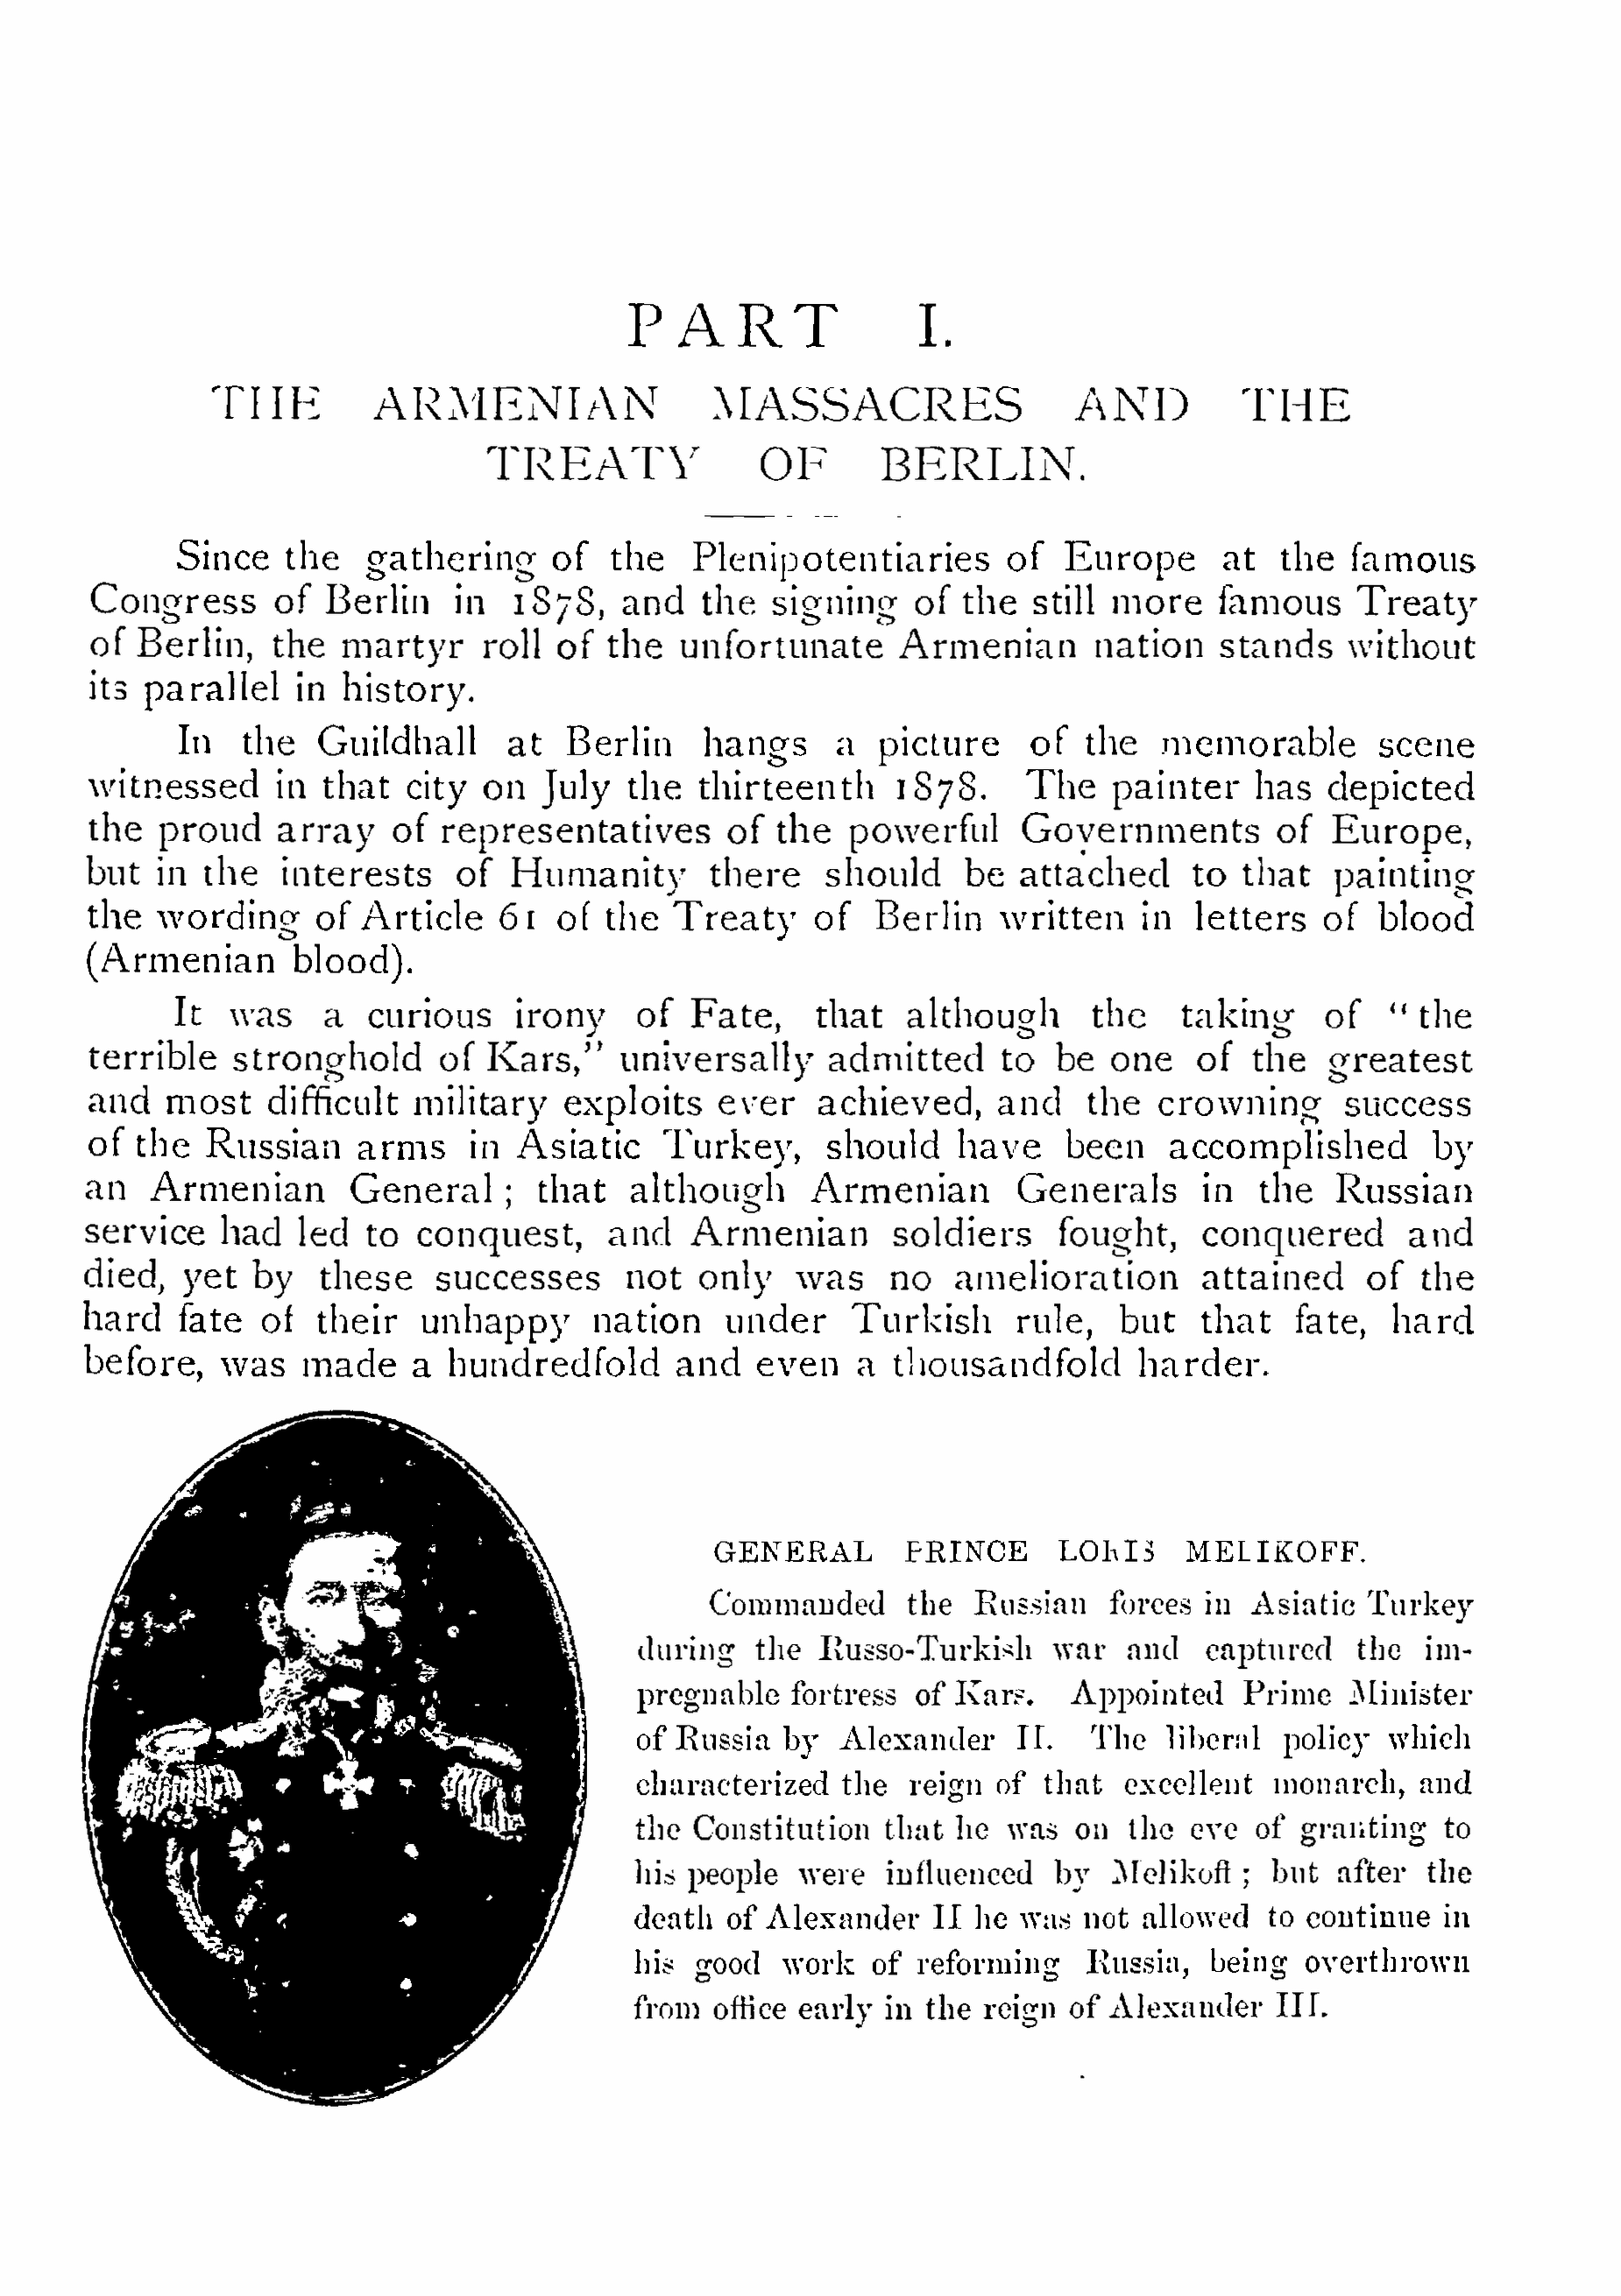 PART I.
THE ARMENIAN MASSACRES AND THE
TREATY OF BERLIN.
Since the gathering of the Plenipotentiaries of Europe at the famous
Congress of Berlin in 1878, and the signing of the still more famous Treaty
of Berlin, the martyr roll of the unfortunate Armenian nation stands without
its parallel in history.
In the Guildhall at Berlin hangs a picture of the memorable scene
witnessed in that city on July the thirteenth 1878. The painter has depicted
the proud array of representatives of the powerful Governments of Europe,
but in the interests of Humanity there should be attached to that painting
the wording of Article 61 of the Treaty of Berlin written in letters of blood
(Armenian blood).
It was a curious irony of Fate, that although the taking of "the
terrible stronghold of Kars," universally admitted to be one of the greatest
and most difficult military exploits ever achieved, and the crowning success
of the Russian arms in Asiatic Turkey, should have been accomplished by
an Armenian General; that although Armenian Generals in the Russian
service had led to conquest, and Armenian soldiers fought, conquered and
died, yet by these successes not only was no amelioration attained of the
hard fate of their unhappy nation under Turkish rule, but that fate, hard
before, was made a hundredfold and even a thousandfold harder.
GENERAL PRINCE LORIS MELIKOFF.
Commanded the Russian forces in Asiatic Turkey
during the Russo-Turkish war and captured the im-
pregnable fortress of Kars. Appointed Prime Minister
of Russia by Alexander II. The liberal policy which
characterized the reign of that excellent monarch, and
the Constitution that he was on the eve of granting to
his people were influenced by Melikoff; but after the
death of Alexander II he was not allowed to continue in
his good work of reforming Russia, being overthrown
from office early in the reign of Alexander III.